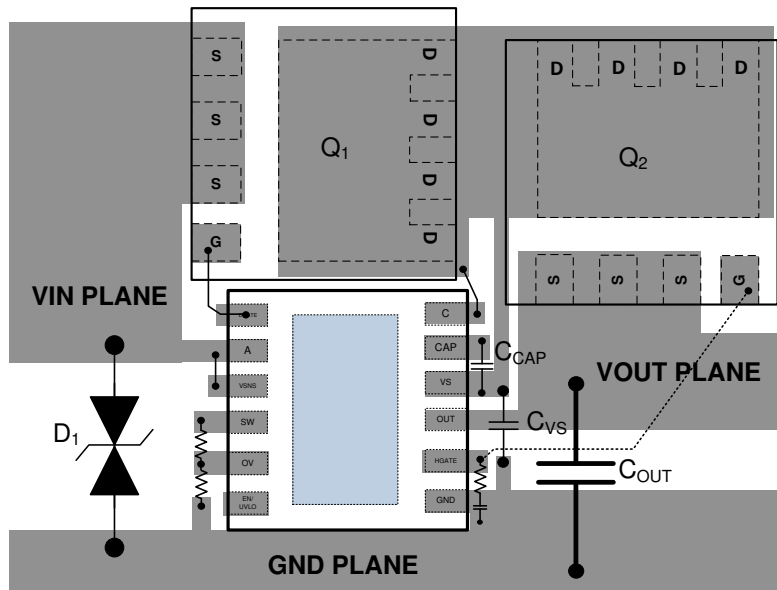 S
S
S
G
Q1
D
D
D
D
D D D D
Q2
S S S G
VIN PLANE
VOUT PLANE
A
VSNS
SW
OV
EN/
UVLO
C
CAP
VS
OUT
HGATE
GND
CCAP
CVS
COUT
D1
GND PLANE